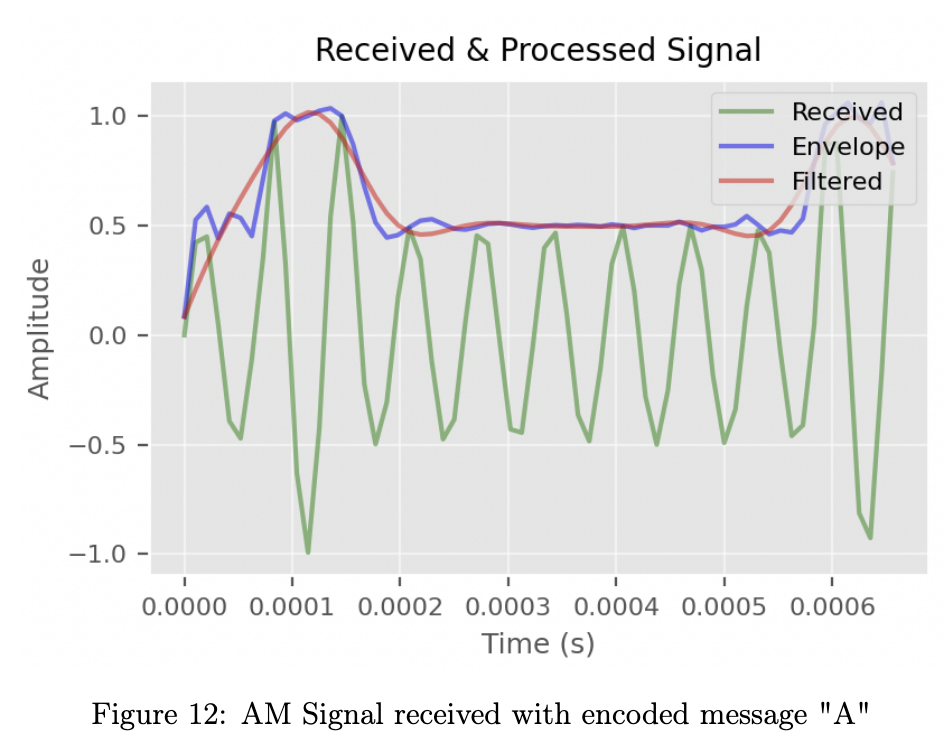 Received & Processed Signal
Received
Envelope
Filtered
1.0
0.5
0.0
−0.5
−1.0
Amplitude
0.0000 0.0001 0.0002 0.0003 0.0004 0.0005 0.0006
Time (s)
Figure 12: AM Signal received with encoded message "A"